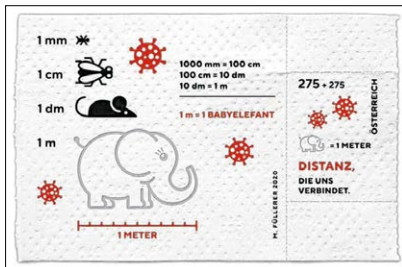 1 mm
1 cm
1 dm
1 m
1000 mm = 100 cm
100 cm = 10 dm
10 dm = 1 m
1 m = 1 BABYELEFANT
1 METER
M. FÜLLERER 2020
275 + 275
ÖSTERREICH
= 1 METER
DISTANZ,
DIE UNS
VERBINDET.